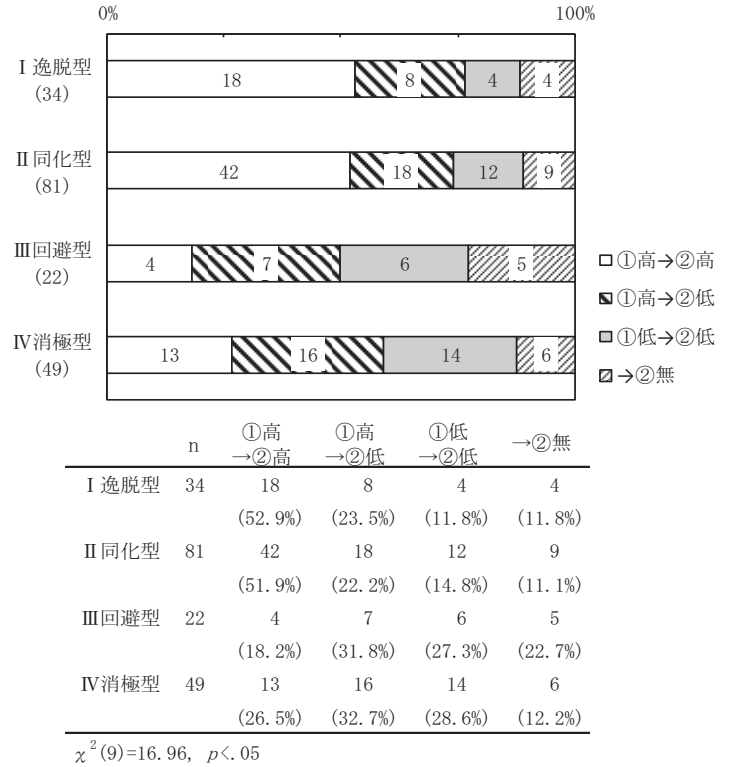 0% 100%
Ⅰ逸脱型
(34)
18 8 4 4
Ⅱ同化型
(81)
42 18 12 9
Ⅲ回避型
(22)
4 7 6 5
Ⅳ消極型
(49)
13 16 14 6
①高→②高
①高→②低
①低→②低
→②無
n ①高→②高 ①高→②低 ①低→②低 →②無
Ⅰ逸脱型 34 18 8 4 4
(52.9%) (23.5%) (11.8%) (11.8%)
Ⅱ同化型 81 42 18 12 9
(51.9%) (22.2%) (14.8%) (11.1%)
Ⅲ回避型 22 4 7 6 5
(18.2%) (31.8%) (27.3%) (22.7%)
Ⅳ消極型 49 13 16 14 6
(26.5%) (32.7%) (28.6%) (12.2%)
χ²(9)=16.96, p<.05